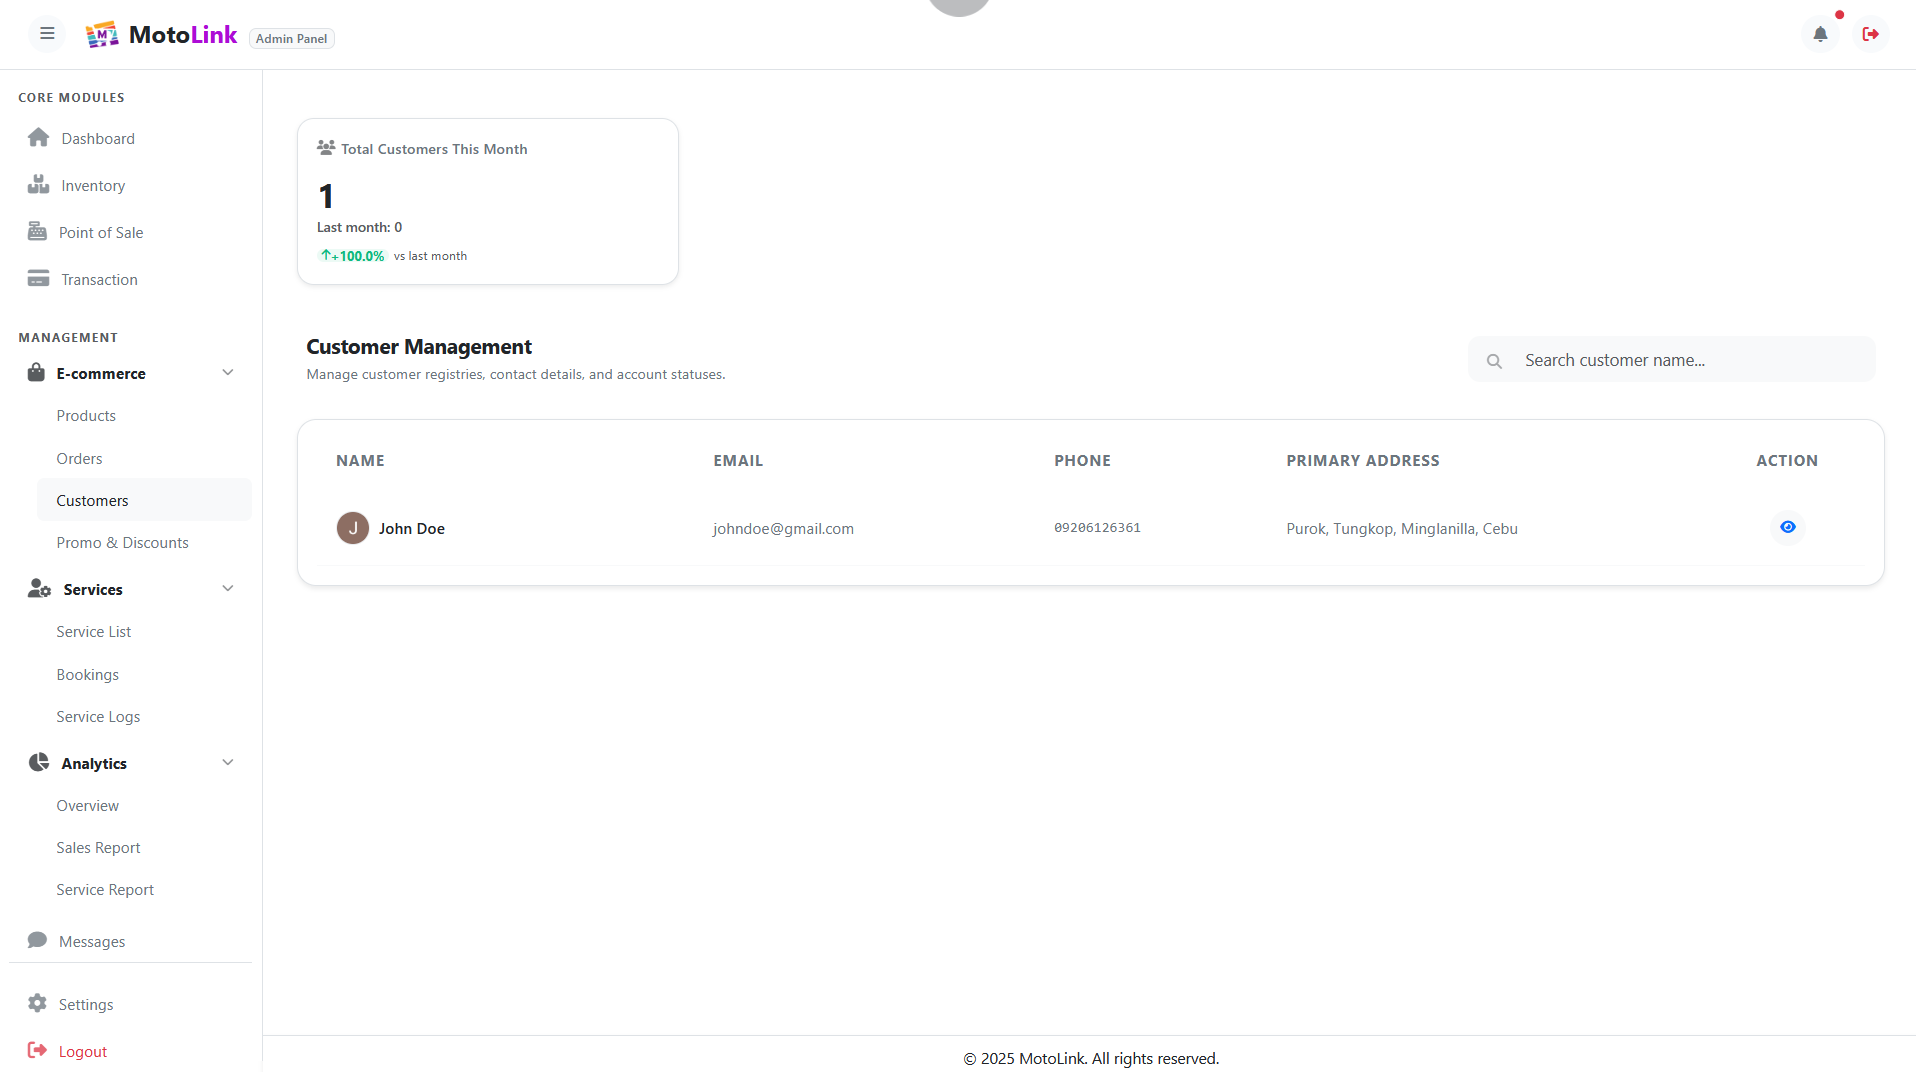 MotoLink Admin Panel
CORE MODULES
Dashboard
Inventory
Point of Sale
Transaction
MANAGEMENT
E-commerce
Products
Orders
Customers
Promo & Discounts
Services
Service List
Bookings
Service Logs
Analytics
Overview
Sales Report
Service Report
Messages
Settings
Logout
Total Customers This Month
1
Last month: 0
+100.0% vs last month
Customer Management
Manage customer registries, contact details, and account statuses.
Search customer name...
NAME EMAIL PHONE PRIMARY ADDRESS ACTION
J John Doe johndoe@gmail.com 09206126361 Purok, Tungkop, Minglanilla, Cebu
© 2025 MotoLink. All rights reserved.